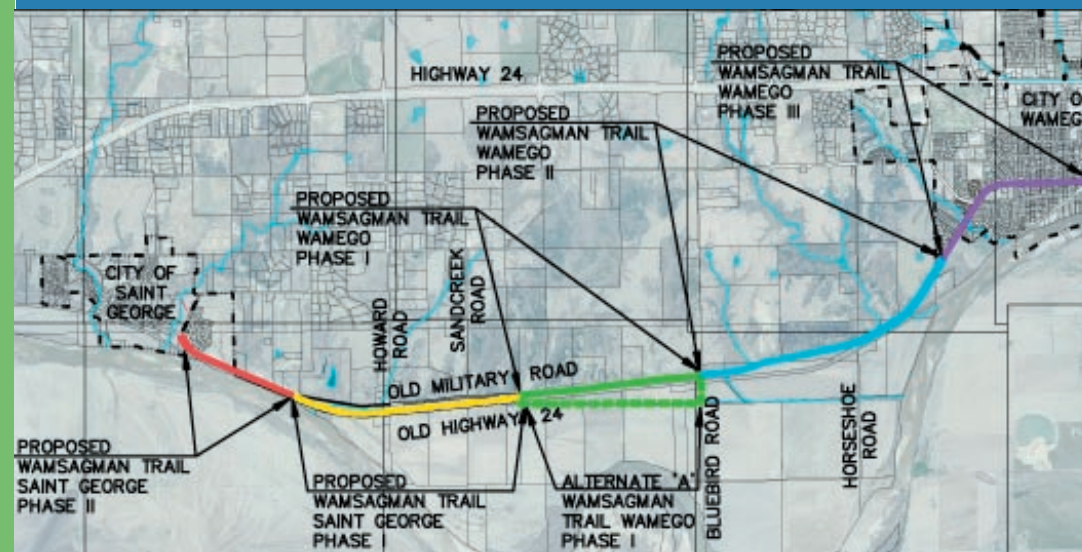 HIGHWAY 24
PROPOSED
WAMSAGMAN TRAIL
WAMEGO
PHASE III
CITY OF
WAMEG
PROPOSED
WAMSAGMAN TRAIL
WAMEGO
PHASE II
PROPOSED
WAMSAGMAN TRAIL
WAMEGO
PHASE I
CITY OF
SAINT
GEORGE
HOWARD
ROAD
SANDCREEK
ROAD
OLD MILITARY ROAD
OLD HIGHWAY 24
BLUEBIRD ROAD
HORSESHOE
ROAD
PROPOSED
WAMSAGMAN TRAIL
SAINT GEORGE
PHASE II
PROPOSED
WAMSAGMAN TRAIL
SAINT GEORGE
PHASE I
ALTERNATE "A"
WAMSAGMAN
TRAIL WAMEGO
PHASE I